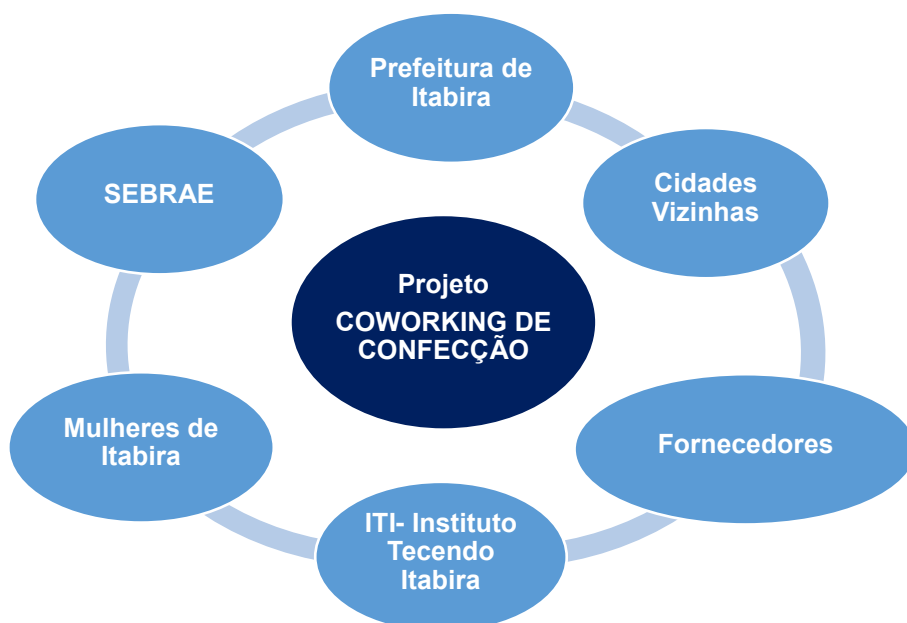 Prefeitura de
Itabira
SEBRAE
Cidades
Vizinhas
Projeto
COWORKING DE
CONFECÇÃO
Mulheres de
Itabira
Fornecedores
ITI- Instituto
Tecendo
Itabira